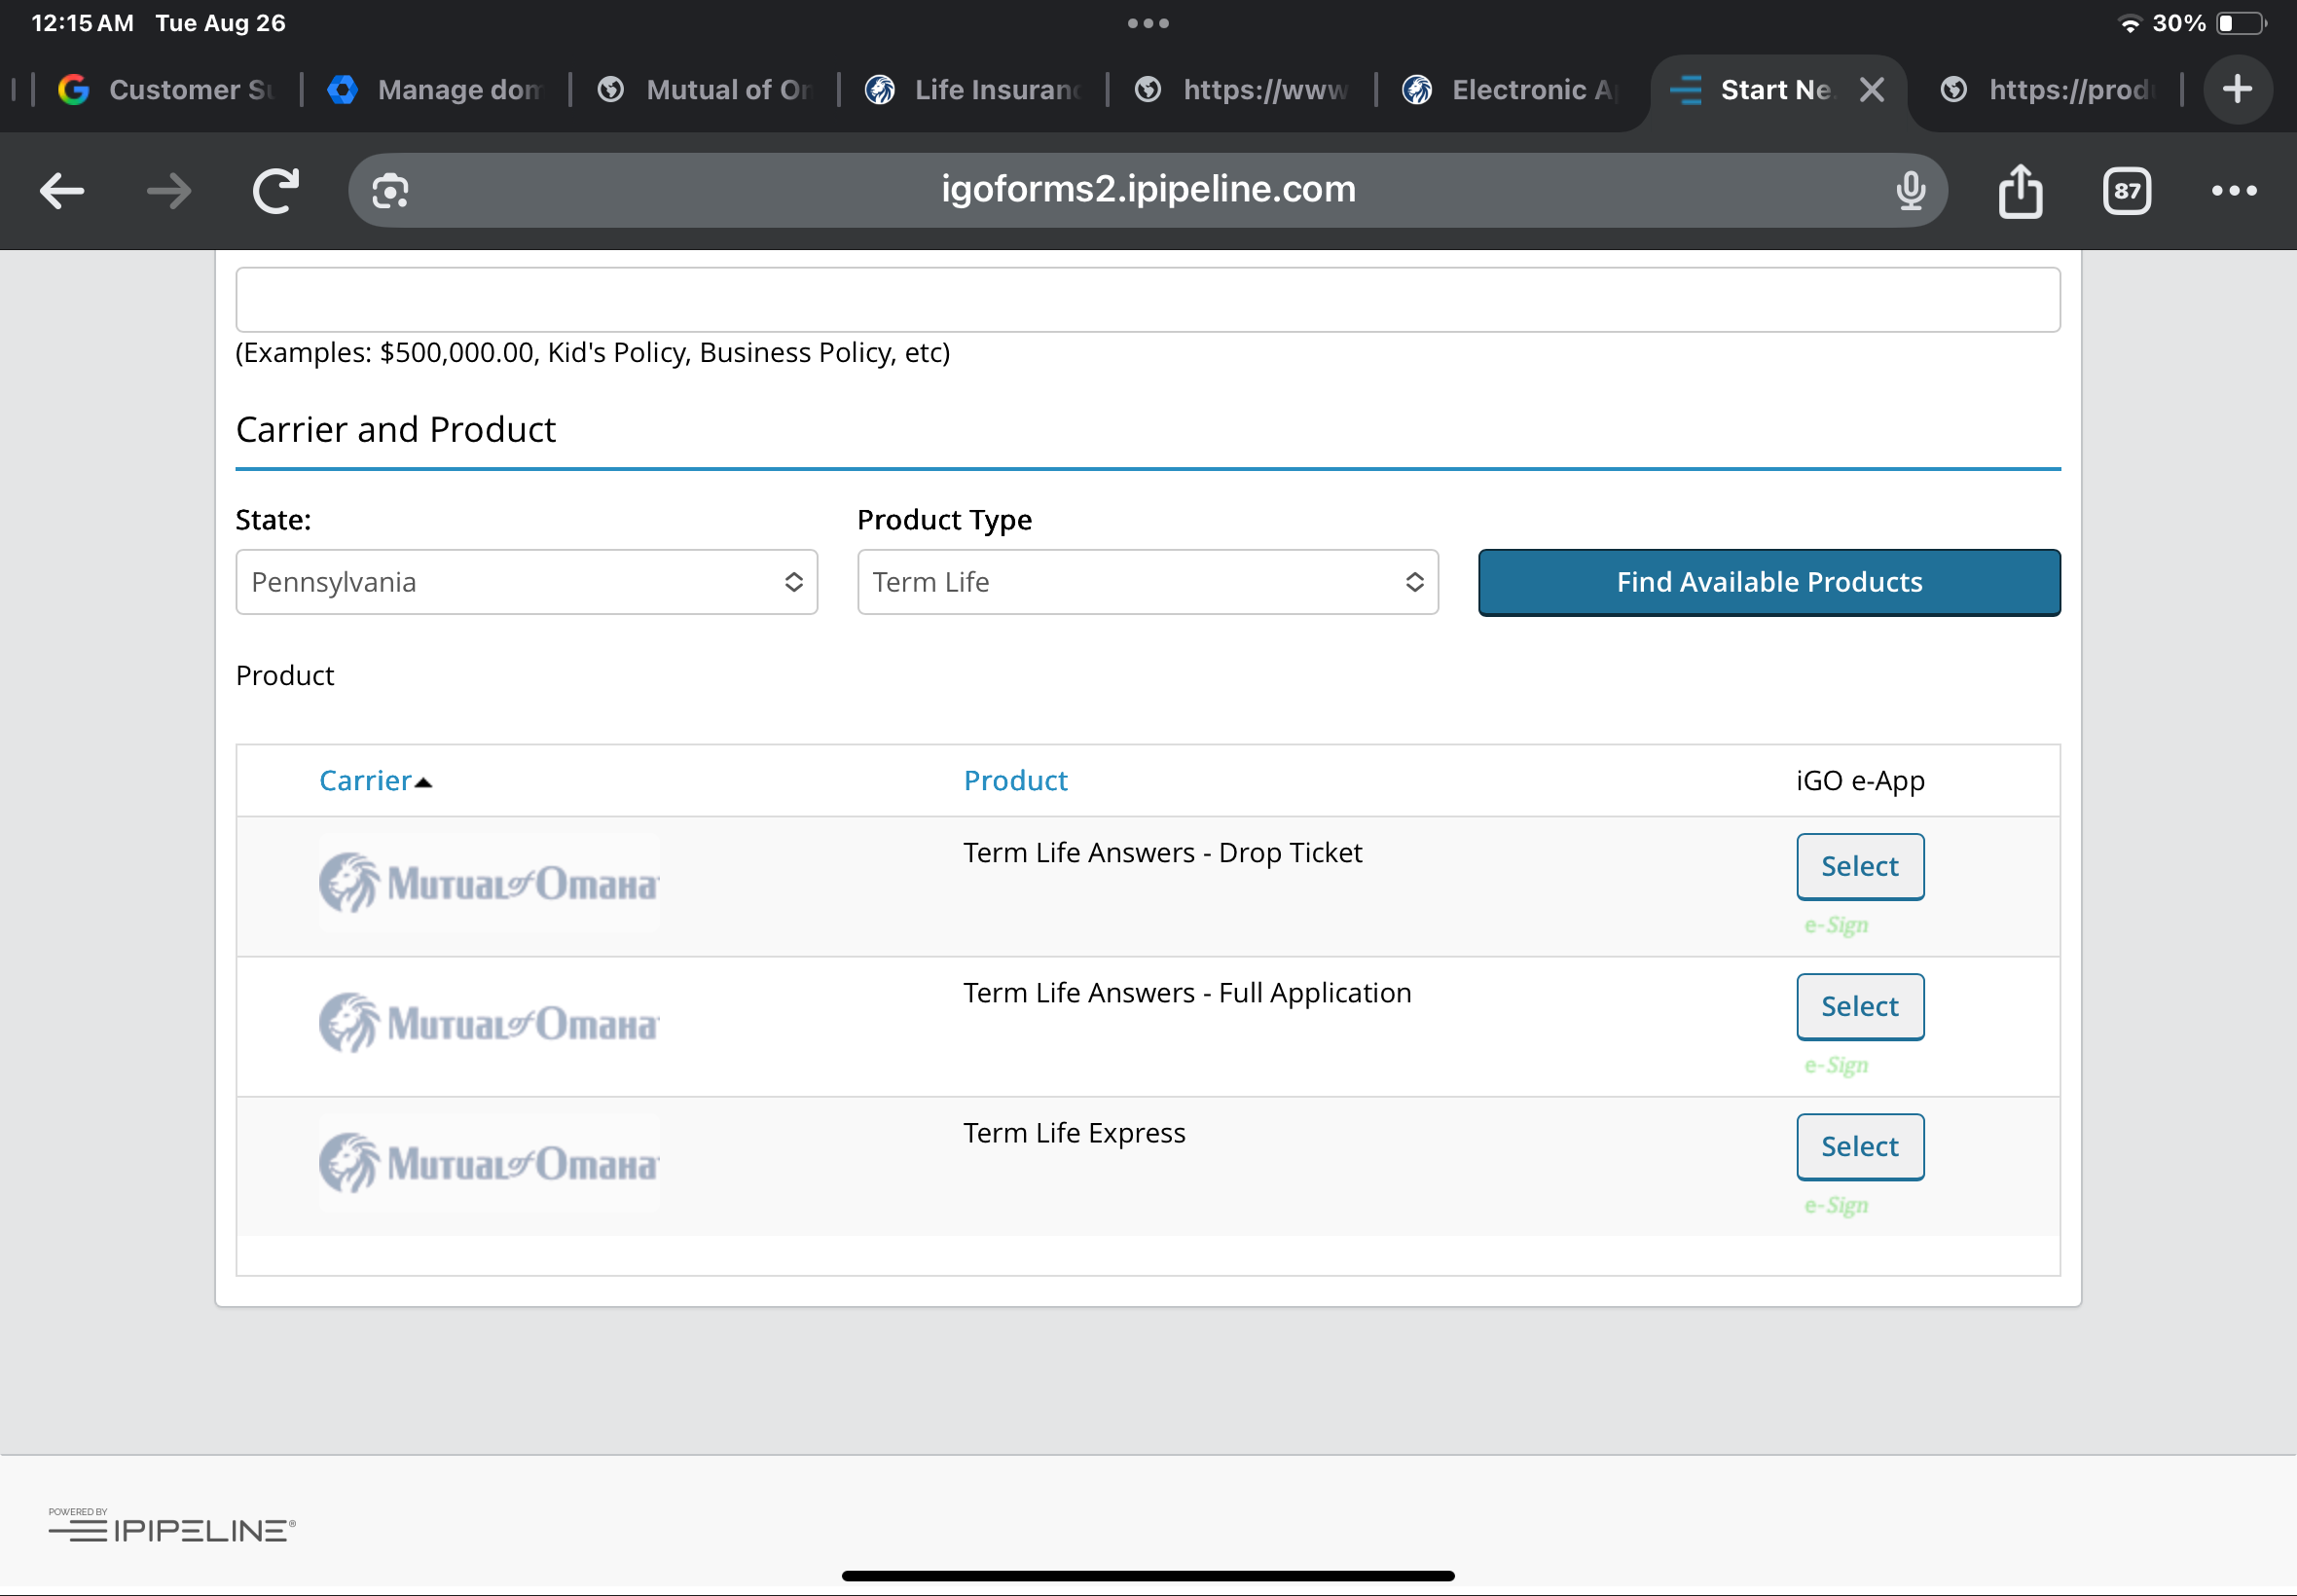 12:15 AM Tue Aug 26
30%
Customer Su
Manage dom
Mutual of Om
Life Insuranc
https://www
Electronic Ap
Start Ne
https://prod
igoforms2.ipipeline.com
87
(Examples: $500,000.00, Kid's Policy, Business Policy, etc)
Carrier and Product
State:
Product Type
Pennsylvania
Term Life
Find Available Products
Product
Carrier
Product
iGO e-App
Mutual of Omaha
Term Life Answers - Drop Ticket
Select
e-Sign
Mutual of Omaha
Term Life Answers - Full Application
Select
e-Sign
Mutual of Omaha
Term Life Express
Select
e-Sign
POWERED BY
IPIPELINE®